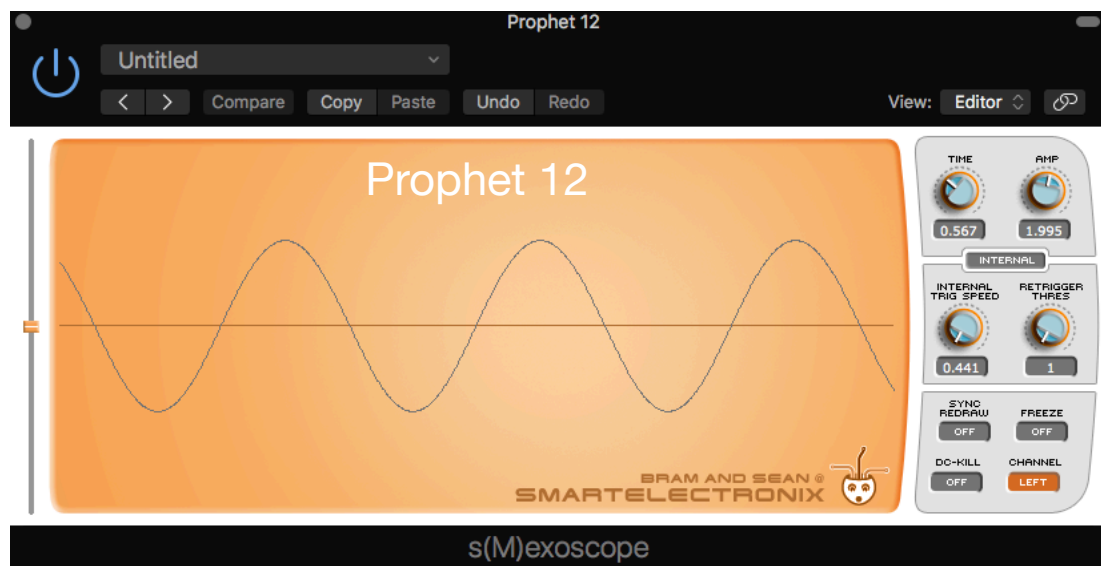 Prophet 12
Untitled
Compare Copy Paste Undo Redo View: Editor
Prophet 12
TIME AMP
0.567 1.995
INTERNAL
INTERNAL TRIG SPEED
RETRIGGER THRES
0.441 1
SYNC REDRAW
FREEZE
OFF OFF
DC-KILL CHANNEL
OFF LEFT
BRAM AND SEAN @
SMARTELECTRONIX
s(M)exoscope